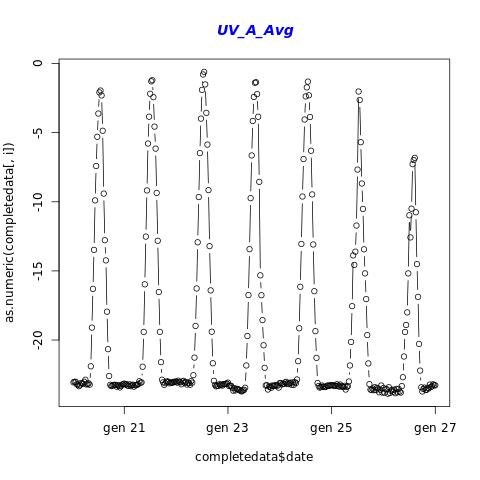 UV_A_Avg
0
-5
-10
-15
-20
as.numeric(completedata[, i])
gen 21
gen 23
gen 25
gen 27
completedata$date